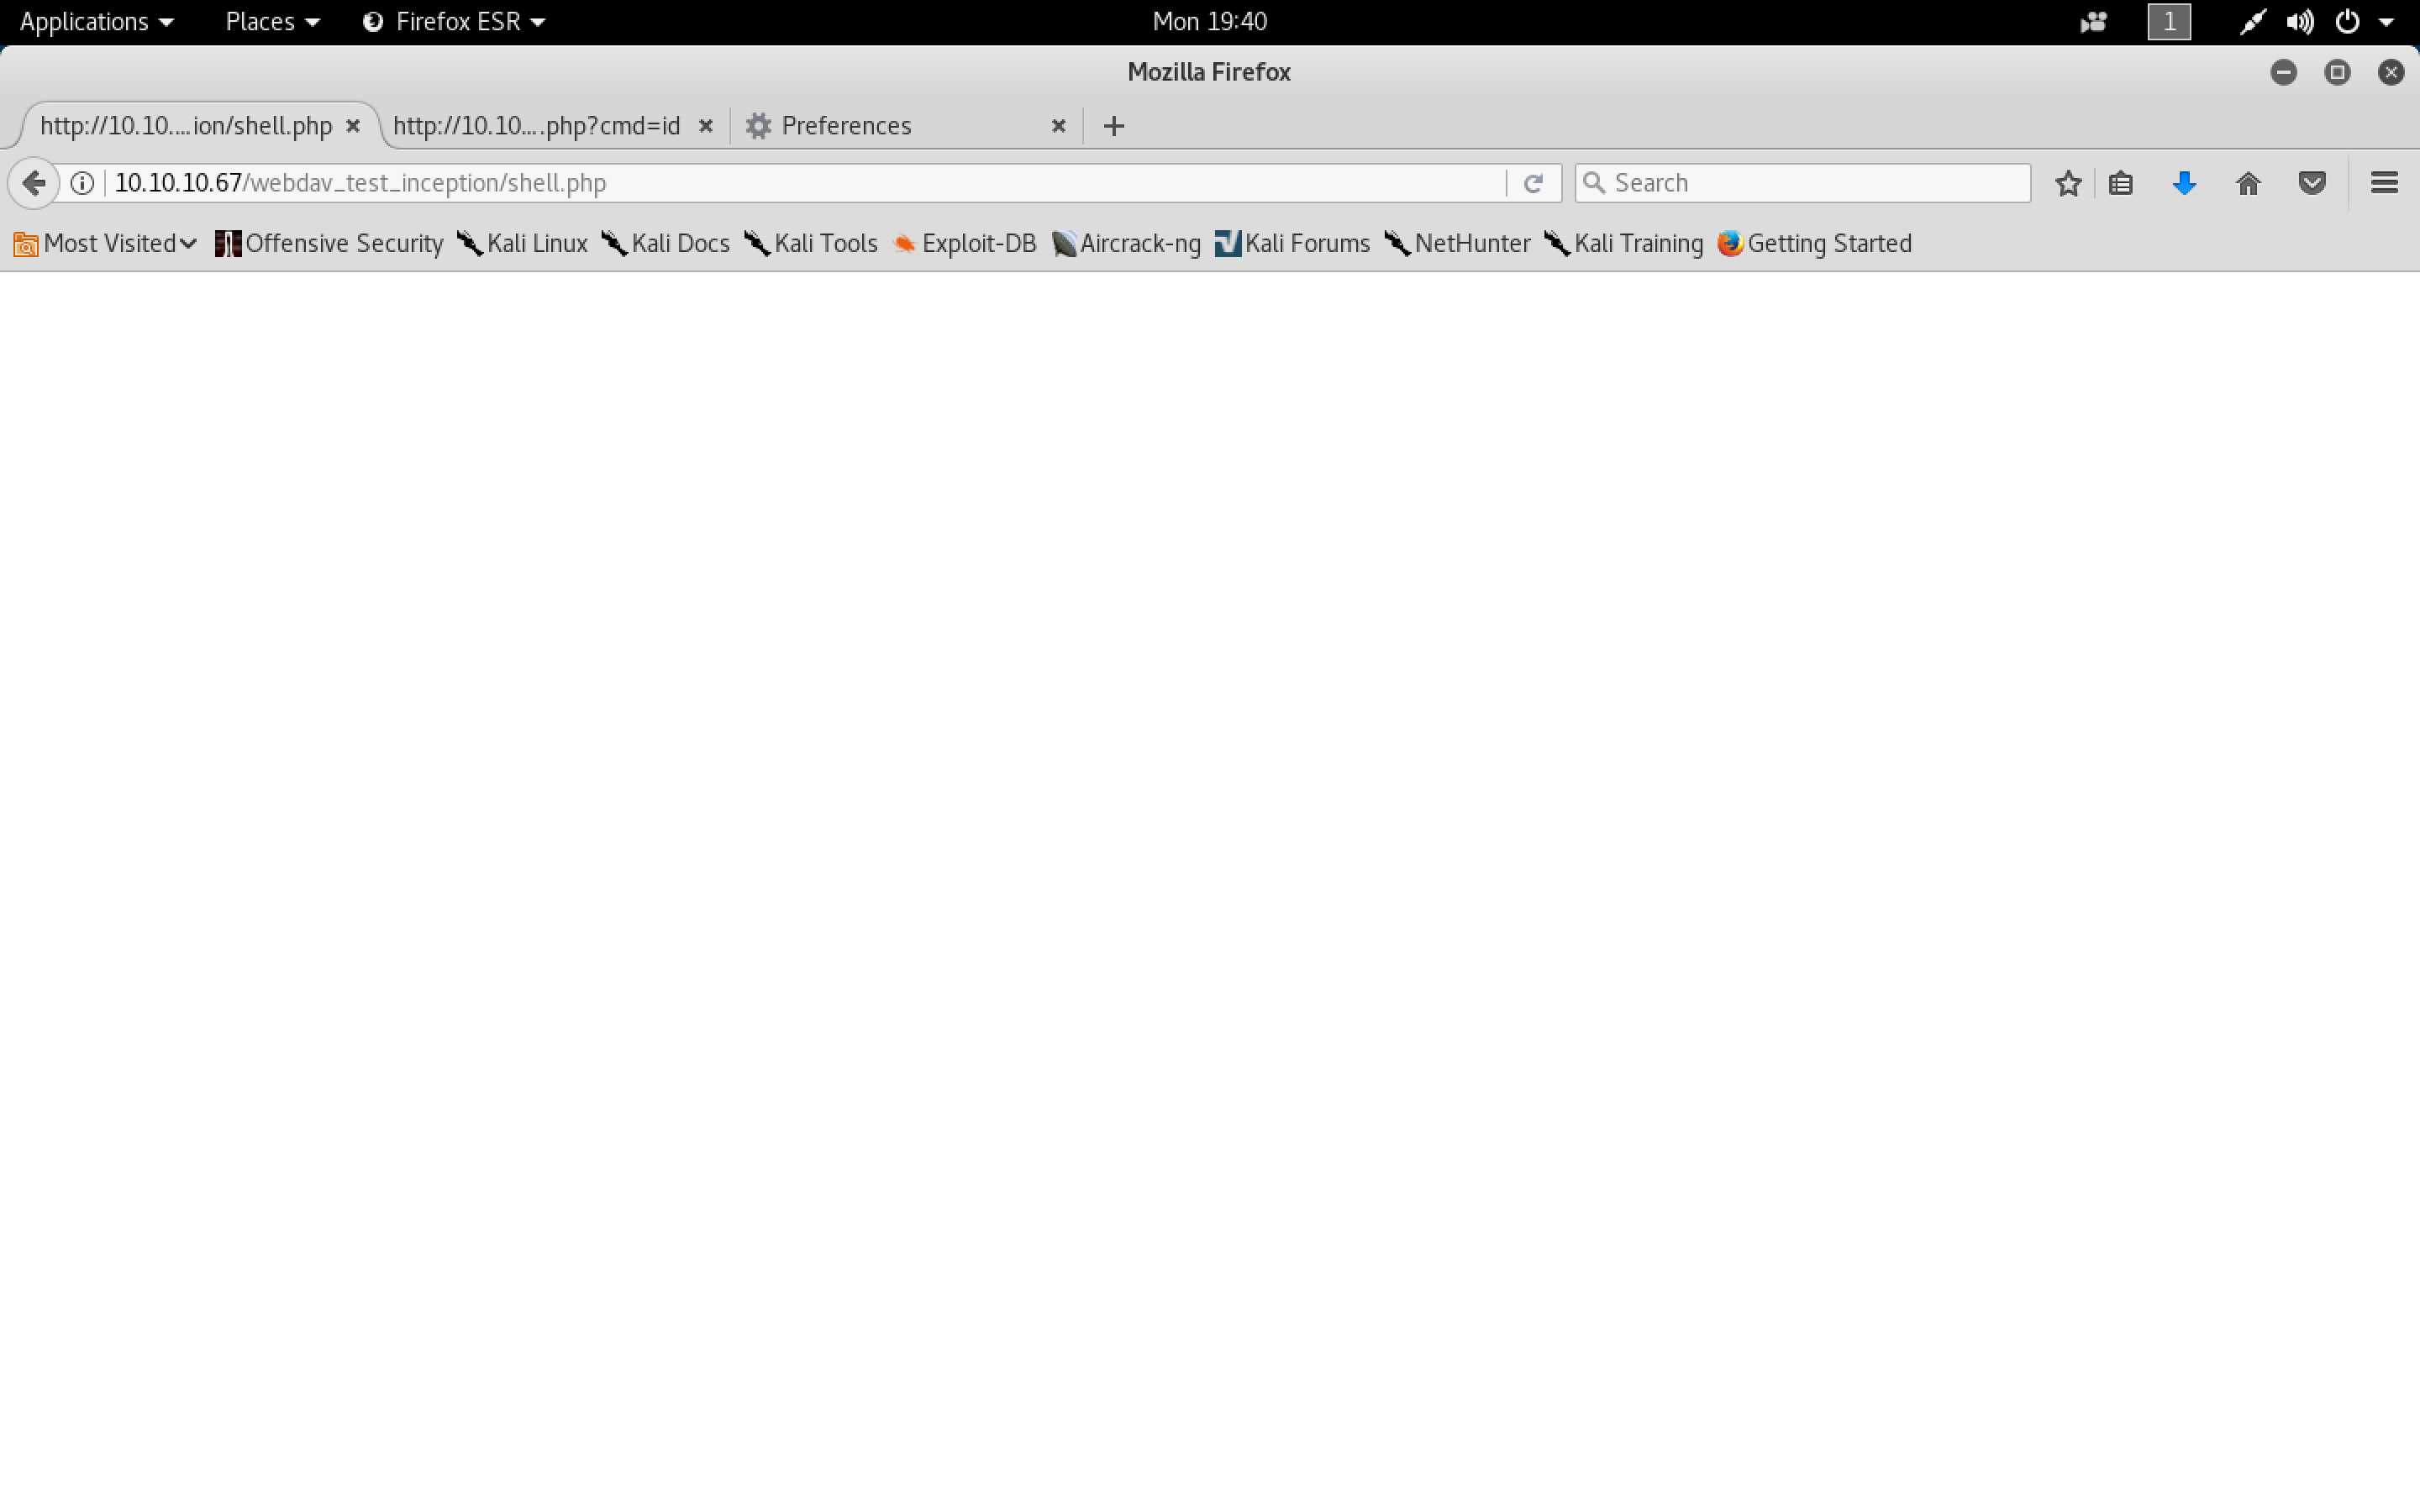 Applications Places Firefox ESR Mon 19:40 1
Mozilla Firefox
http://10.10....ion/shell.php http://10.10... .php?cmd=id Preferences
10.10.10.67/webdav_test_inception/shell.php Search
Most Visited Offensive Security Kali Linux Kali Docs Kali Tools Exploit-DB Aircrack-ng Kali Forums NetHunter Kali Training Getting Started